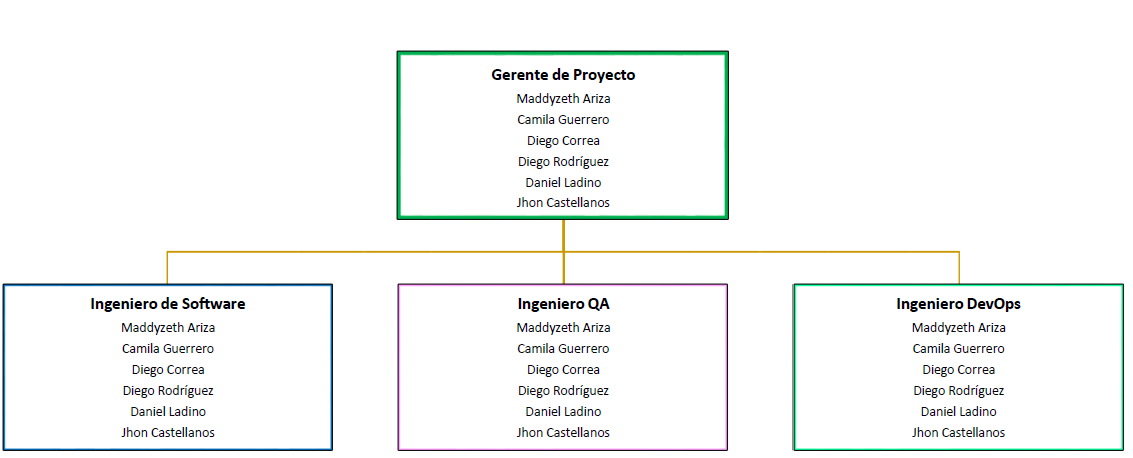 Gerente de Proyecto
Maddyzeth Ariza
Camila Guerrero
Diego Correa
Diego Rodríguez
Daniel Ladino
Jhon Castellanos
Ingeniero de Software
Maddyzeth Ariza
Camila Guerrero
Diego Correa
Diego Rodríguez
Daniel Ladino
Jhon Castellanos
Ingeniero QA
Maddyzeth Ariza
Camila Guerrero
Diego Correa
Diego Rodríguez
Daniel Ladino
Jhon Castellanos
Ingeniero DevOps
Maddyzeth Ariza
Camila Guerrero
Diego Correa
Diego Rodríguez
Daniel Ladino
Jhon Castellanos